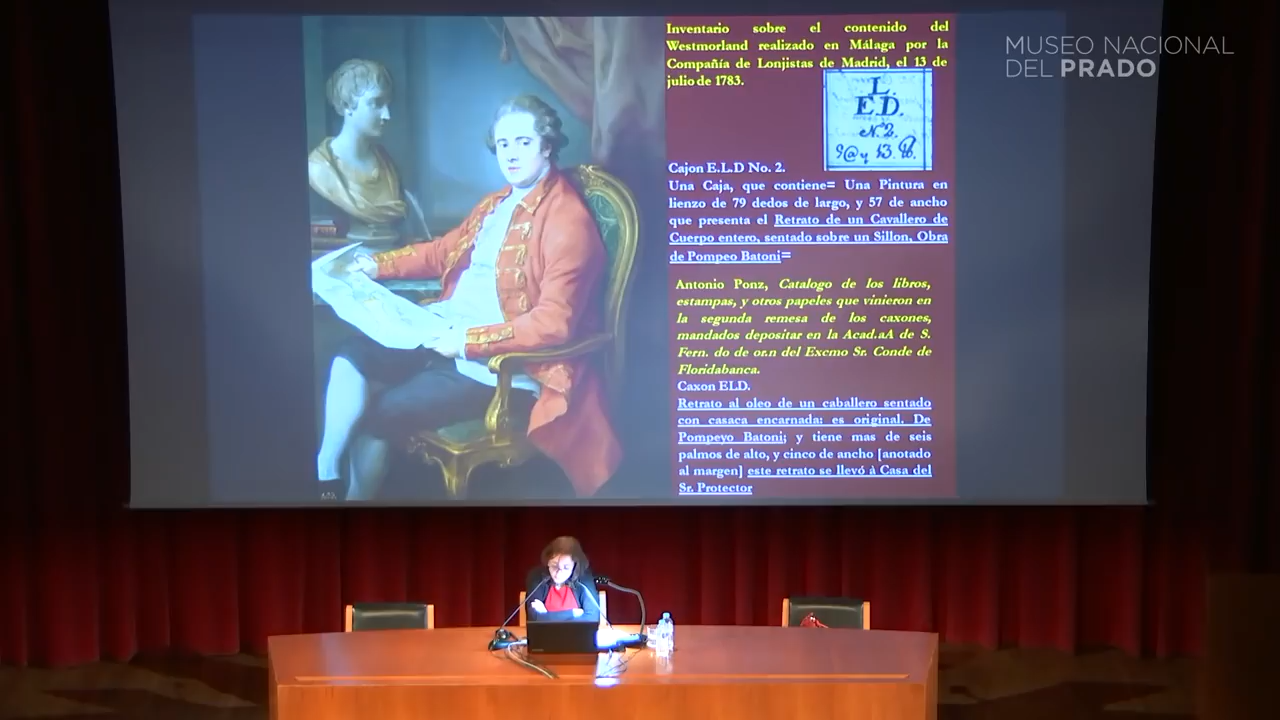 Inventario sobre el contenido del
Westmorland realizado en Málaga por la
Compañía de Lonjistas de Madrid, el 13 de
julio de 1783.
MUSEO NACIONAL
DEL PRADO
L.
E.D.
N.2.
Cajon E.L.D No. 2.
Una Caja, que contiene= Una Pintura en
lienzo de 79 dedos de largo, y 57 de ancho
que presenta el Retrato de un Cavallero de
Cuerpo entero, sentado sobre un Sillon, Obra
de Pompeo Batoni=
Antonio Ponz, Catalogo de los libros,
estampas, y otros papeles que vinieron en
la segunda remesa de los caxones,
mandados depositar en la Acad.aA de S.
Fern. do de or.n del Excmo Sr. Conde de
Floridabanca.
Caxon ELD.
Retrato al oleo de un caballero sentado
con casaca encarnada: es original. De
Pompeyo Batoni; y tiene mas de seis
palmos de alto, y cinco de ancho [anotado
al margen] este retrato se llevó à Casa del
Sr. Protector